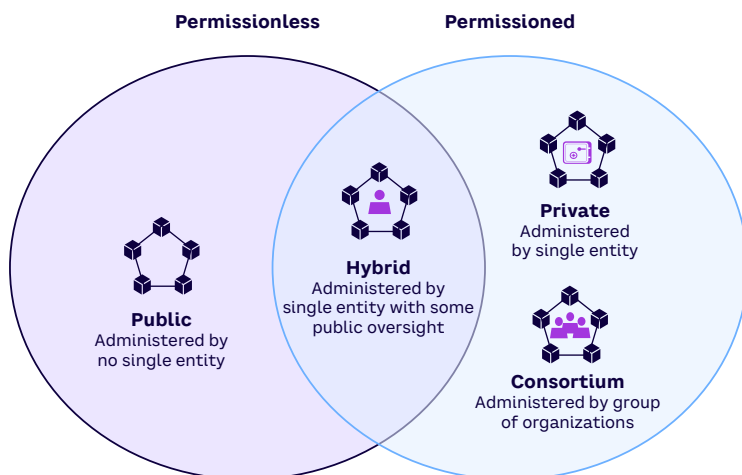 Permissionless
Permissioned
Private
Administered
by single entity
Hybrid
Administered by
single entity with some
public oversight
Public
Administered by
no single entity
Consortium
Administered by group
of organizations